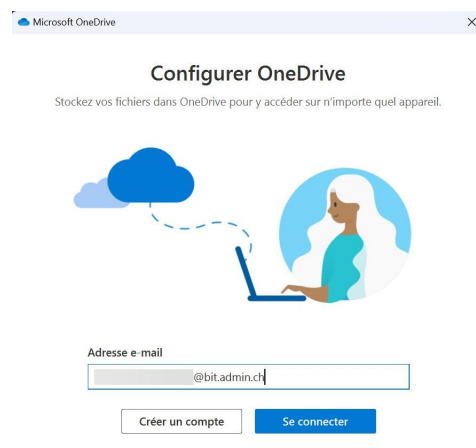 Microsoft OneDrive
Configurer OneDrive
Stockez vos fichiers dans OneDrive pour y accéder sur n'importe quel appareil.
Adresse e-mail
@bit.admin.ch
Créer un compte
Se connecter